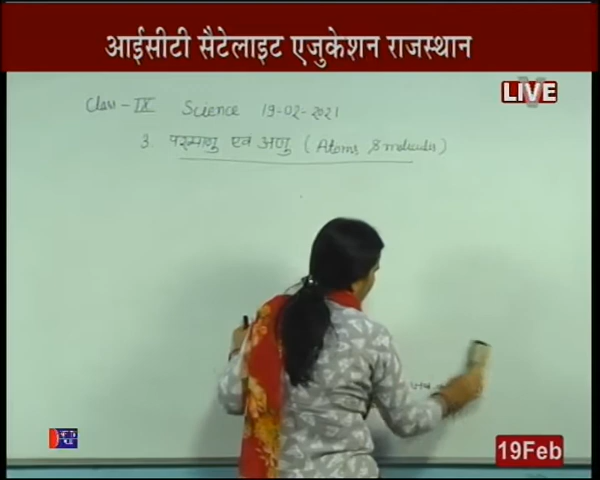 आईसीटी सैटेलाइट एजुकेशन राजस्थान
LIVE
Class - IX Science 19-02-2021
3. परमाणु एवं अणु ( Atoms & molecules )
19Feb